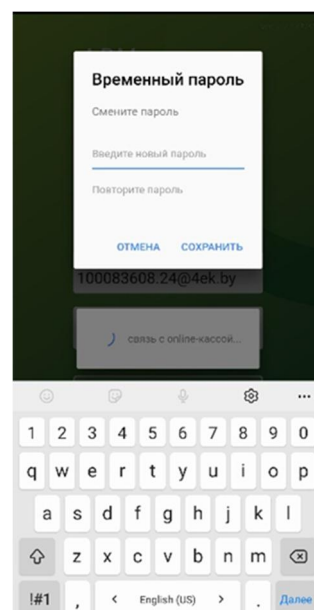 Временный пароль
Смените пароль
Введите новый пароль
Повторите пароль
ОТМЕНА СОХРАНИТЬ
100083608.24@4ek.by
связь с online-кассой...
1 2 3 4 5 6 7 8 9 0
q w e r t y u i o p
a s d f g h j k l
z x c v b n m
!#1 , < English (US) > . Далее